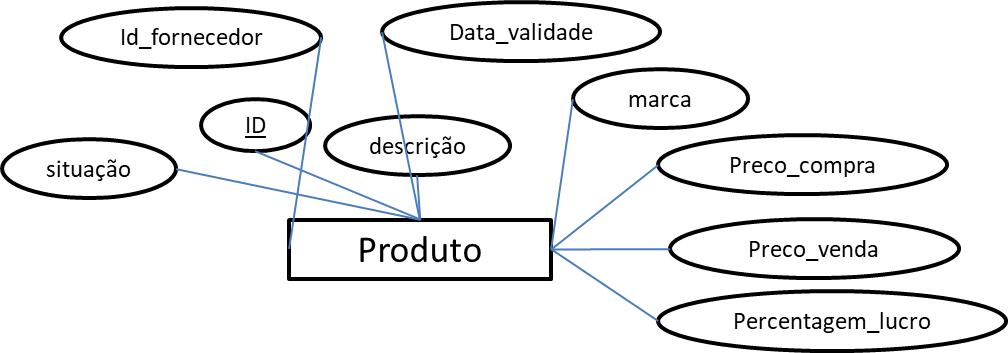 Id_fornecedor
Data_validade
marca
ID
descrição
situação
Preco_compra
Produto
Preco_venda
Percentagem_lucro